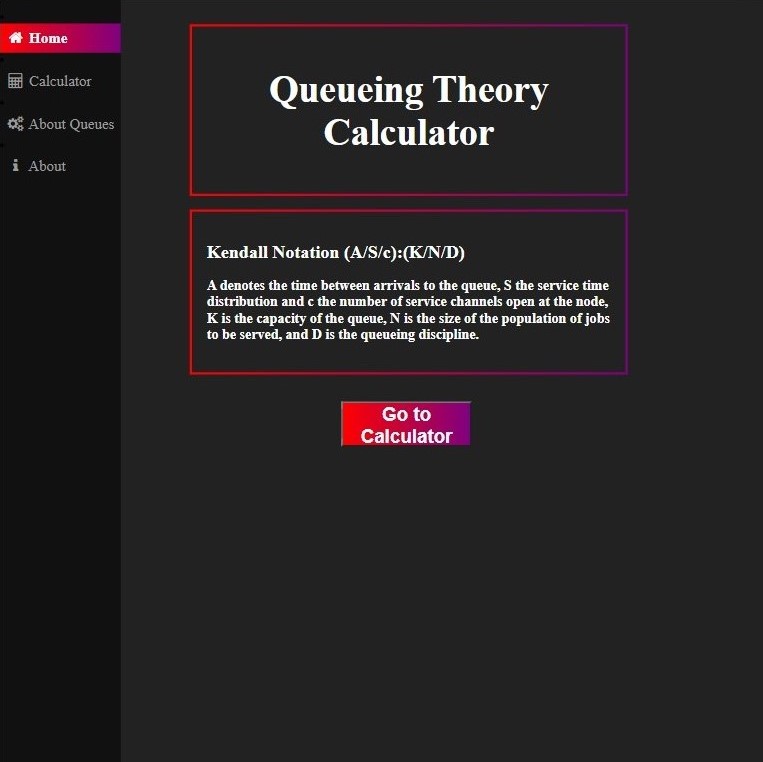 Home
Calculator
About Queues
About
Queueing Theory
Calculator
Kendall Notation (A/S/c):(K/N/D)
A denotes the time between arrivals to the queue, S the service time
distribution and c the number of service channels open at the node,
K is the capacity of the queue, N is the size of the population of jobs
to be served, and D is the queueing discipline.
Go to
Calculator